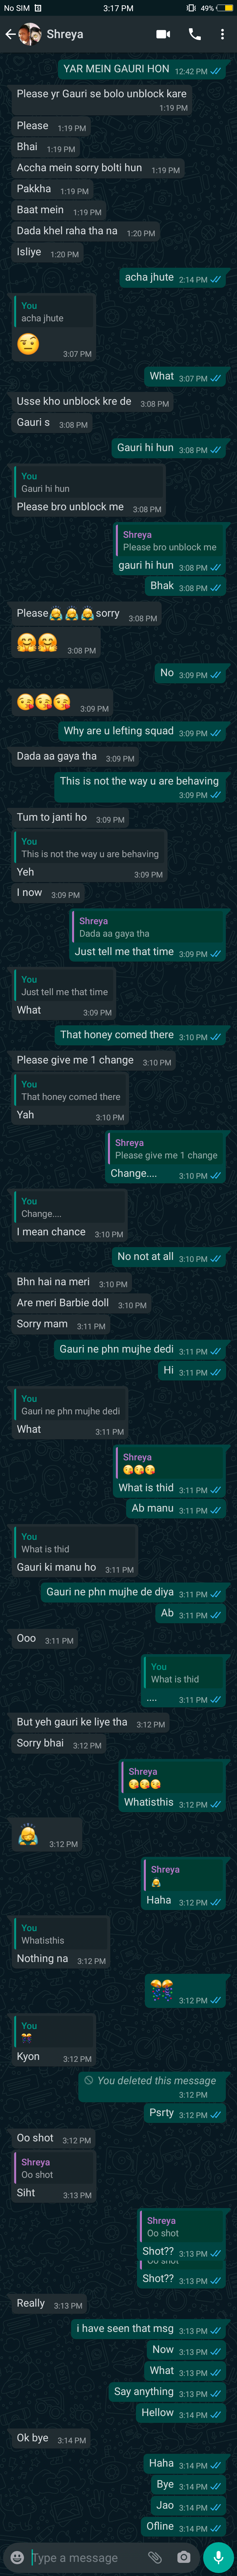 No SIM 3:17 PM 49%
Shreya
YAR MEIN GAURI HON 12:42 PM
Please yr Gauri se bolo unblock kare
1:19 PM
Please 1:19 PM
Bhai 1:19 PM
Accha mein sorry bolti hun 1:19 PM
Pakkha 1:19 PM
Baat mein 1:19 PM
Dada khel raha tha na 1:20 PM
Isliye 1:20 PM
acha jhute 2:14 PM
You
acha jhute
🤨 3:07 PM
What 3:07 PM
Usse kho unblock kre de 3:08 PM
Gauri s 3:08 PM
Gauri hi hun 3:08 PM
You
Gauri hi hun
Please bro unblock me 3:08 PM
Shreya
Please bro unblock me
gauri hi hun 3:08 PM
Bhak 3:08 PM
Please🙇🙇🙇sorry 3:08 PM
🤗🤗 3:08 PM
No 3:09 PM
😘😘😘 3:09 PM
Why are u lefting squad 3:09 PM
Dada aa gaya tha 3:09 PM
This is not the way u are behaving
3:09 PM
Tum to janti ho 3:09 PM
You
This is not the way u are behaving
Yeh 3:09 PM
I now 3:09 PM
Shreya
Dada aa gaya tha
Just tell me that time 3:09 PM
You
Just tell me that time
What 3:09 PM
That honey comed there 3:10 PM
Please give me 1 change 3:10 PM
You
That honey comed there
Yah 3:10 PM
Shreya
Please give me 1 change
Change.... 3:10 PM
You
Change....
I mean chance 3:10 PM
No not at all 3:10 PM
Bhn hai na meri 3:10 PM
Are meri Barbie doll 3:10 PM
Sorry mam 3:11 PM
Gauri ne phn mujhe dedi 3:11 PM
Hi 3:11 PM
You
Gauri ne phn mujhe dedi
What 3:11 PM
Shreya
😘😘😘
What is thid 3:11 PM
Ab manu 3:11 PM
You
What is thid
Gauri ki manu ho 3:11 PM
Gauri ne phn mujhe de diya 3:11 PM
Ab 3:11 PM
Ooo 3:11 PM
You
What is thid
.... 3:11 PM
But yeh gauri ke liye tha 3:12 PM
Sorry bhai 3:12 PM
Shreya
😘😘😘
Whatisthis 3:12 PM
🙇 3:12 PM
Shreya
🙇
Haha 3:12 PM
You
Whatisthis
Nothing na 3:12 PM
🎊 3:12 PM
You
🎊
Kyon 3:12 PM
You deleted this message
3:12 PM
Psrty 3:12 PM
Oo shot 3:12 PM
Shreya
Oo shot
Siht 3:13 PM
Shreya
Oo shot
Shot?? 3:13 PM
Oo shot
Shot?? 3:13 PM
Really 3:13 PM
i have seen that msg 3:13 PM
Now 3:13 PM
What 3:13 PM
Say anything 3:13 PM
Hellow 3:14 PM
Ok bye 3:14 PM
Haha 3:14 PM
Bye 3:14 PM
Jao 3:14 PM
Ofline 3:14 PM
Type a message